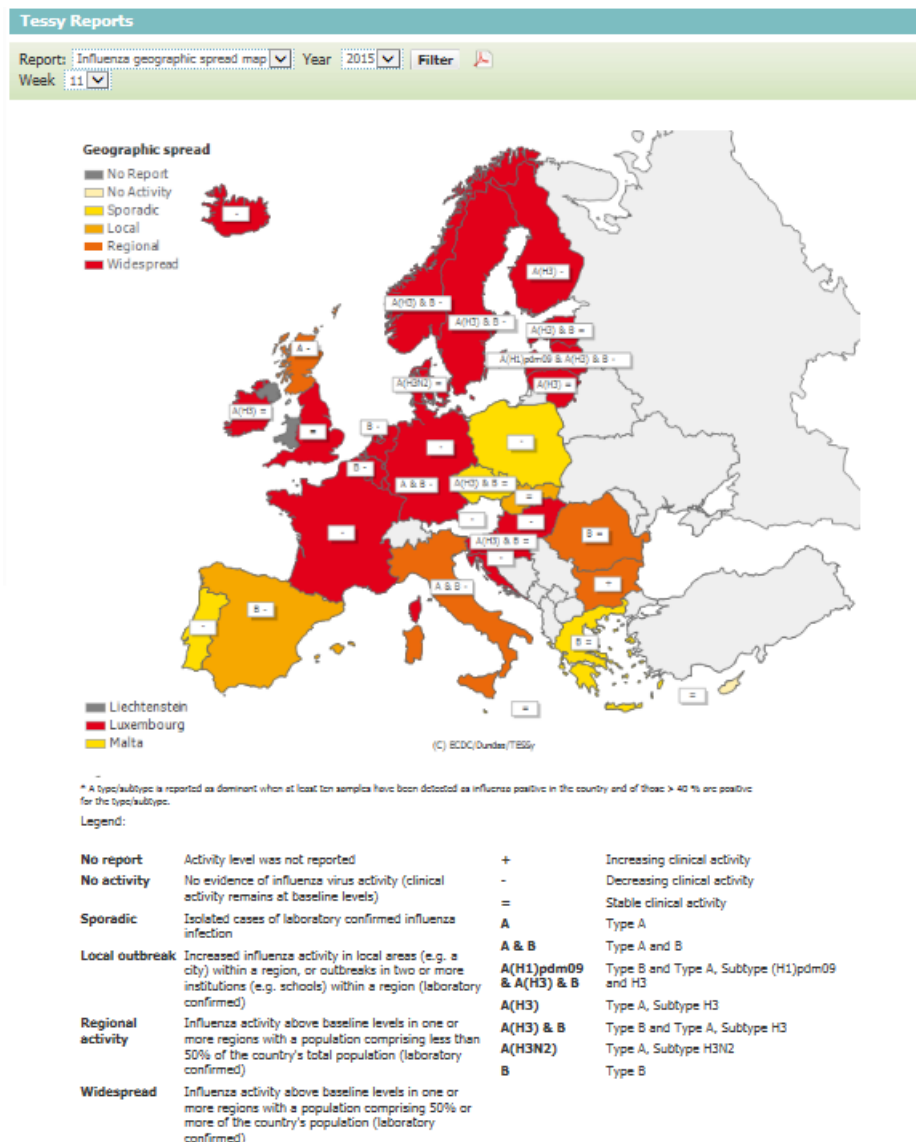 Tessy Reports
Report: Influenza geographic spread map Year 2015 Filter
Week 11
Geographic spread
No Report
No Activity
Sporadic
Local
Regional
Widespread
-
A(H3) -
A(H3) & B -
A(H3) & B -
A(H3) & B =
A -
A(H1)pdm09 & A(H3) & B -
A(H3N2) =
A(H3) =
A(H3) =
=
B -
-
-
B -
A & B -
A(H3) & B =
=
-
-
-
A(H3) & B =
B =
-
A & B -
B -
-
B =
=
=
Liechtenstein
Luxembourg
Malta
(C) ECDC/Dundas/TESSy
* A type/subtype is reported as dominant when at least ten samples have been detected as influenza positive in the country and of those > 40 % are positive
for the type/subtype.
Legend:
No report Activity level was not reported
No activity No evidence of influenza virus activity (clinical
activity remains at baseline levels)
Sporadic Isolated cases of laboratory confirmed influenza
infection
Local outbreak Increased influenza activity in local areas (e.g. a
city) within a region, or outbreaks in two or more
institutions (e.g. schools) within a region (laboratory
confirmed)
Regional Influenza activity above baseline levels in one or
activity more regions with a population comprising less than
50% of the country's total population (laboratory
confirmed)
Widespread Influenza activity above baseline levels in one or
more regions with a population comprising 50% or
more of the country's population (laboratory
confirmed)
+ Increasing clinical activity
- Decreasing clinical activity
= Stable clinical activity
A Type A
A & B Type A and B
A(H1)pdm09 Type B and Type A, Subtype (H1)pdm09
& A(H3) & B and H3
A(H3) Type A, Subtype H3
A(H3) & B Type B and Type A, Subtype H3
A(H3N2) Type A, Subtype H3N2
B Type B